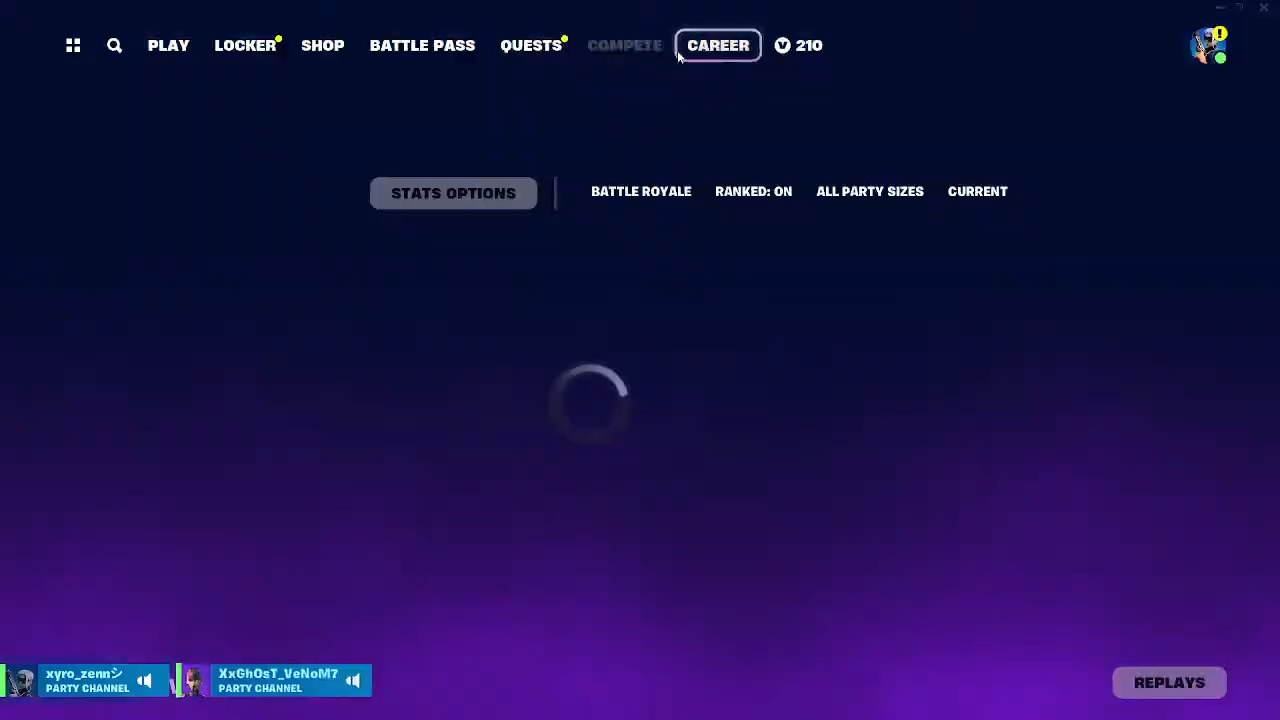 PLAY LOCKER SHOP BATTLE PASS QUESTS COMPETE CAREER 210
STATS OPTIONS BATTLE ROYALE RANKED: ON ALL PARTY SIZES CURRENT
xyro_zennシ
PARTY CHANNEL
XxGhOsT_VeNoM7
PARTY CHANNEL
REPLAYS